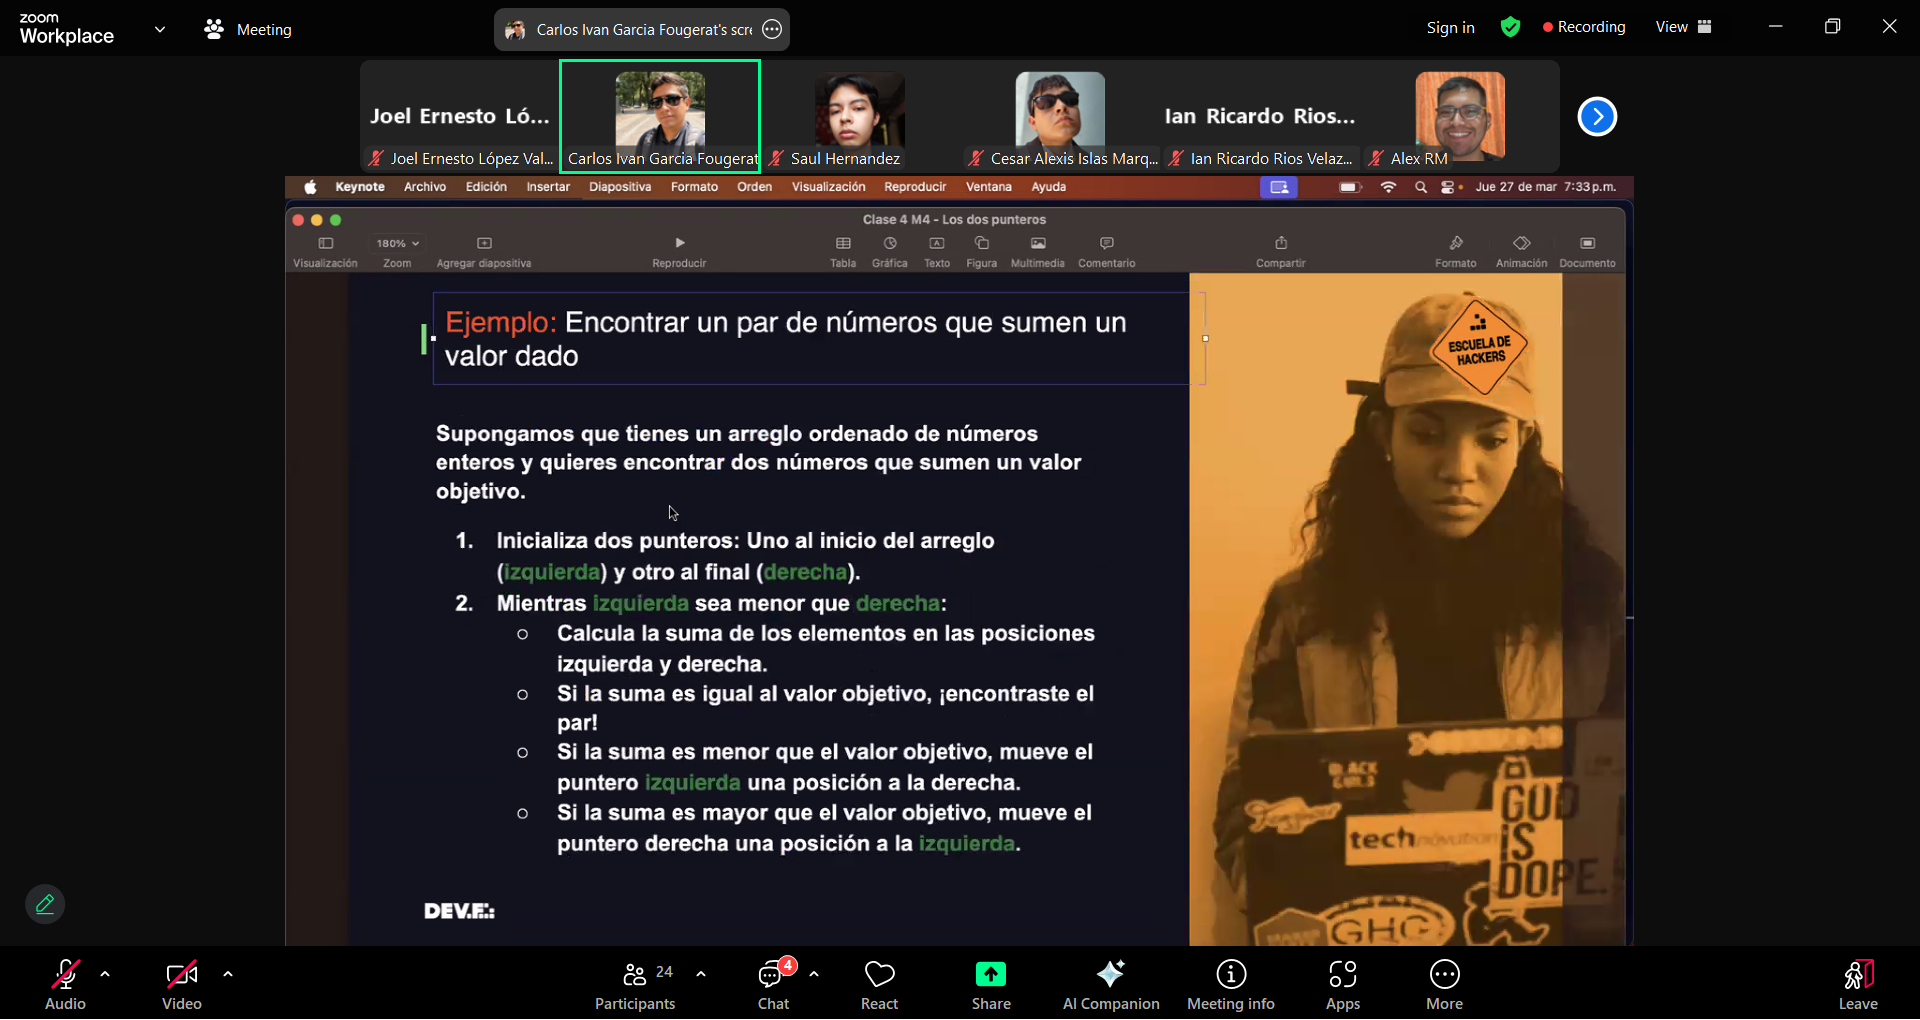 zoom
Workplace
Meeting
Carlos Ivan Garcia Fougerat's scre
Sign in
Recording
View
Joel Ernesto Ló...
Ian Ricardo Rios...
Joel Ernesto López Val...
Carlos Ivan Garcia Fougerat
Saul Hernandez
Cesar Alexis Islas Marq...
Ian Ricardo Rios Velaz...
Alex RM
Keynote Archivo Edición Insertar Diapositiva Formato Orden Visualización Reproducir Ventana Ayuda
Jue 27 de mar 7:33 p.m.
Clase 4 M4 - Los dos punteros
180%
Visualización Zoom Agregar diapositiva Reproducir Tabla Gráfica Texto Figura Multimedia Comentario Compartir Formato Animación Documento
Ejemplo: Encontrar un par de números que sumen un
valor dado
ESCUELA DE
HACKERS
Supongamos que tienes un arreglo ordenado de números
enteros y quieres encontrar dos números que sumen un valor
objetivo.
1. Inicializa dos punteros: Uno al inicio del arreglo
(izquierda) y otro al final (derecha).
2. Mientras izquierda sea menor que derecha:
Calcula la suma de los elementos en las posiciones
izquierda y derecha.
Si la suma es igual al valor objetivo, ¡encontraste el
par!
Si la suma es menor que el valor objetivo, mueve el
puntero izquierda una posición a la derecha.
Si la suma es mayor que el valor objetivo, mueve el
puntero derecha una posición a la izquierda.
BLACK
GIRLS
technovation
GOD
iS
DOPE.
GHC
DEV.F.:
24
4
Audio
Video
Participants
Chat
React
Share
AI Companion
Meeting info
Apps
More
Leave